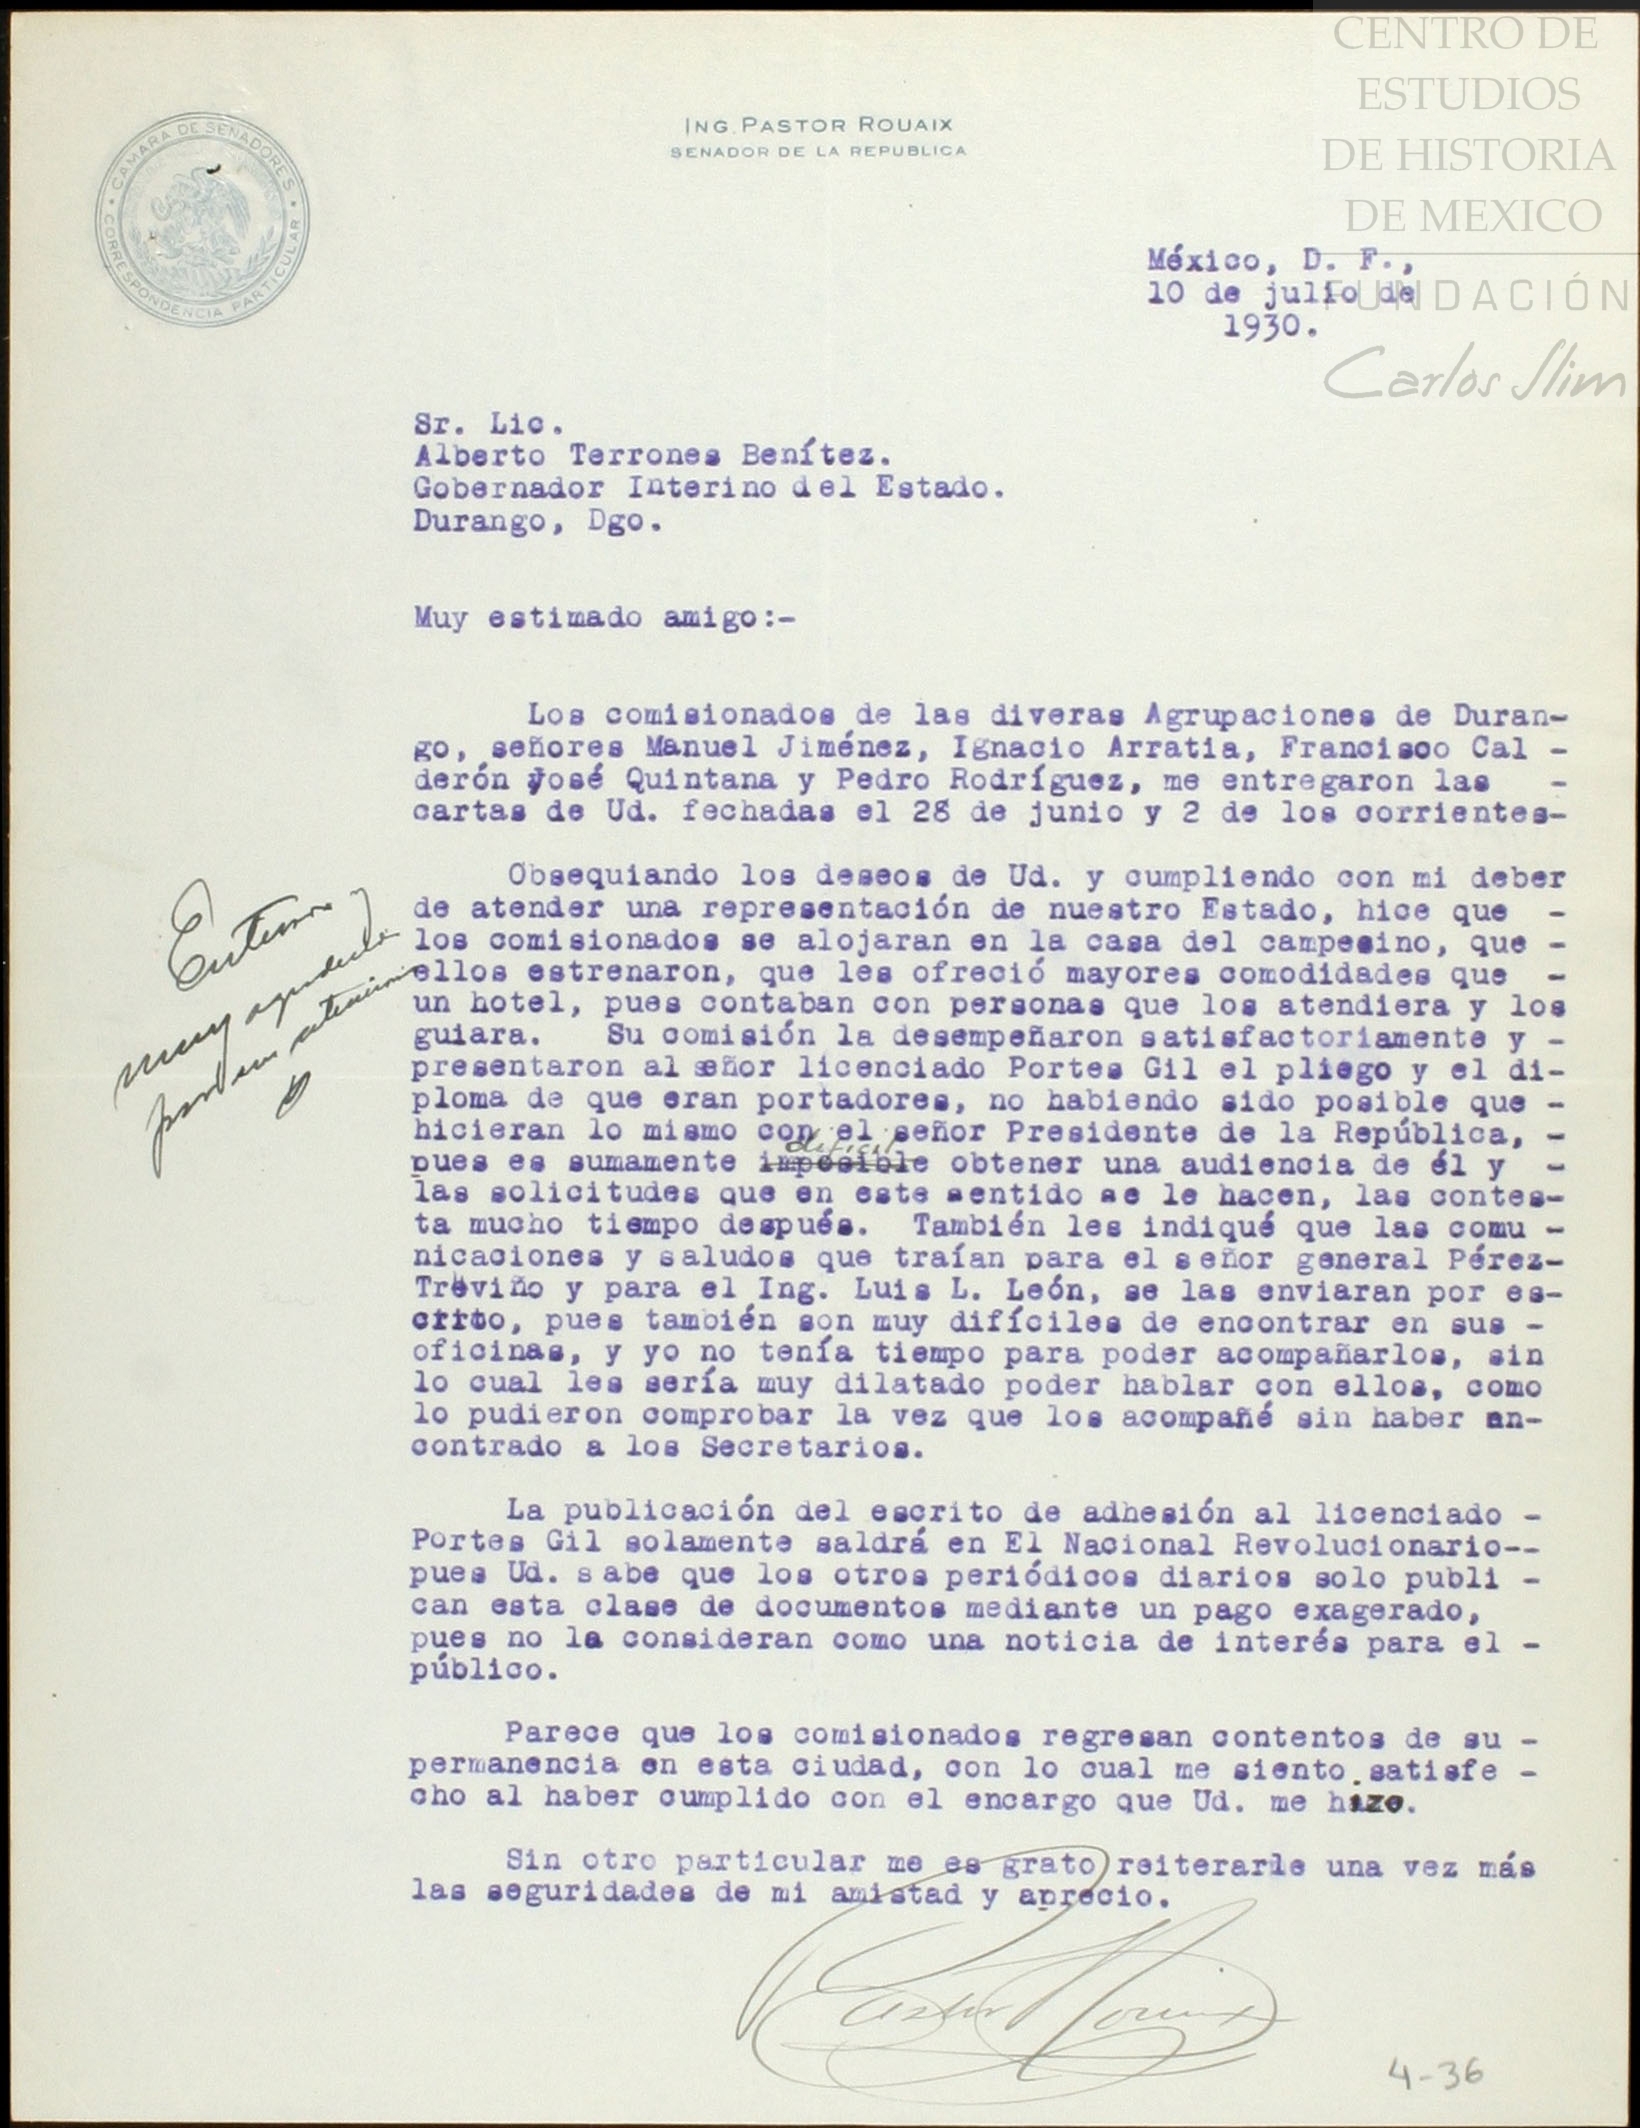 CENTRO DE
ESTUDIOS
DE HISTORIA
DE MEXICO
FUNDACIÓN
Carlos Slim
CAMARA DE SENADORES
CORRESPONDENCIA PARTICULAR
ING. PASTOR ROUAIX
SENADOR DE LA REPUBLICA
México, D. F.,
10 de julio de
1930.
Sr. Lic.
Alberto Terrones Benítez.
Gobernador Interino del Estado.
Durango, Dgo.
Muy estimado amigo:-
Los comisionados de las diveras Agrupaciones de Duran-
go, señores Manuel Jiménez, Ignacio Arratia, Francisco Cal -
derón José Quintana y Pedro Rodríguez, me entregaron las -
cartas de Ud. fechadas el 28 de junio y 2 de los corrientes-
Obsequiando los deseos de Ud. y cumpliendo con mi deber
de atender una representación de nuestro Estado, hice que -
los comisionados se alojaran en la casa del campesino, que -
ellos estrenaron, que les ofreció mayores comodidades que -
un hotel, pues contaban con personas que los atendiera y los
guiara. Su comisión la desempeñaron satisfactoriamente y -
presentaron al señor licenciado Portes Gil el pliego y el di-
ploma de que eran portadores, no habiendo sido posible que -
hicieran lo mismo con el señor Presidente de la República, -
dificil
pues es sumamente imposible obtener una audiencia de él y -
las solicitudes que en este sentido se le hacen, las contes-
ta mucho tiempo después. También les indiqué que las comu -
nicaciones y saludos que traían para el señor general Pérez-
Treviño y para el Ing. Luis L. León, se las enviaran por es-
crito, pues también son muy difíciles de encontrar en sus -
oficinas, y yo no tenía tiempo para poder acompañarlos, sin
lo cual les sería muy dilatado poder hablar con ellos, como
lo pudieron comprobar la vez que los acompañé sin haber en-
contrado a los Secretarios.
La publicación del escrito de adhesión al licenciado -
Portes Gil solamente saldrá en El Nacional Revolucionario--
pues Ud. sabe que los otros periódicos diarios solo publi -
can esta clase de documentos mediante un pago exagerado,
pues no la consideran como una noticia de interés para el -
público.
Parece que los comisionados regresan contentos de su -
permanencia en esta ciudad, con lo cual me siento satisfe -
cho al haber cumplido con el encargo que Ud. me hizo.
Sin otro particular me es grato reiterarle una vez más
las seguridades de mi amistad y aprecio.
muy agradecido
por su
Pastor Rouaix
4-36